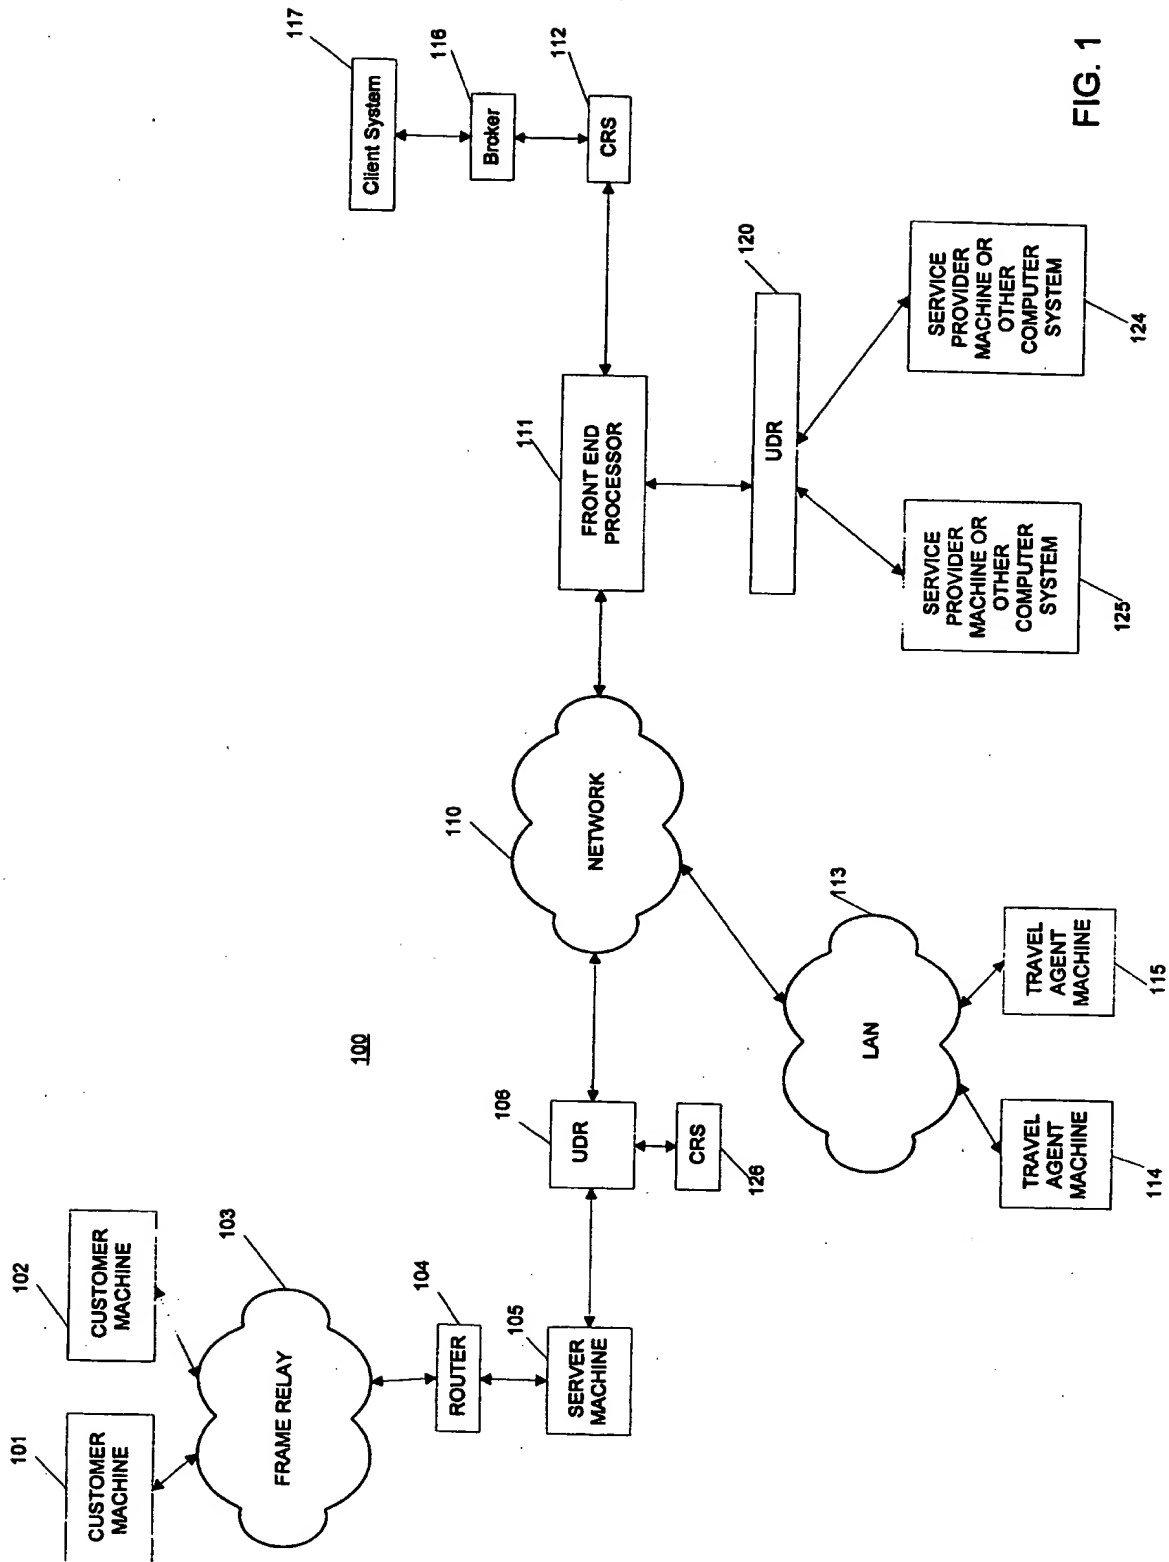 101
CUSTOMER
MACHINE
102
CUSTOMER
MACHINE
103
FRAME RELAY
104
ROUTER
105
SERVER
MACHINE
100
106
UDR
CRS
126
110
NETWORK
113
LAN
TRAVEL
AGENT
MACHINE
114
TRAVEL
AGENT
MACHINE
115
111
FRONT END
PROCESSOR
117
Client System
116
Broker
112
CRS
120
UDR
SERVICE
PROVIDER
MACHINE OR
OTHER
COMPUTER
SYSTEM
125
SERVICE
PROVIDER
MACHINE OR
OTHER
COMPUTER
SYSTEM
124
FIG. 1